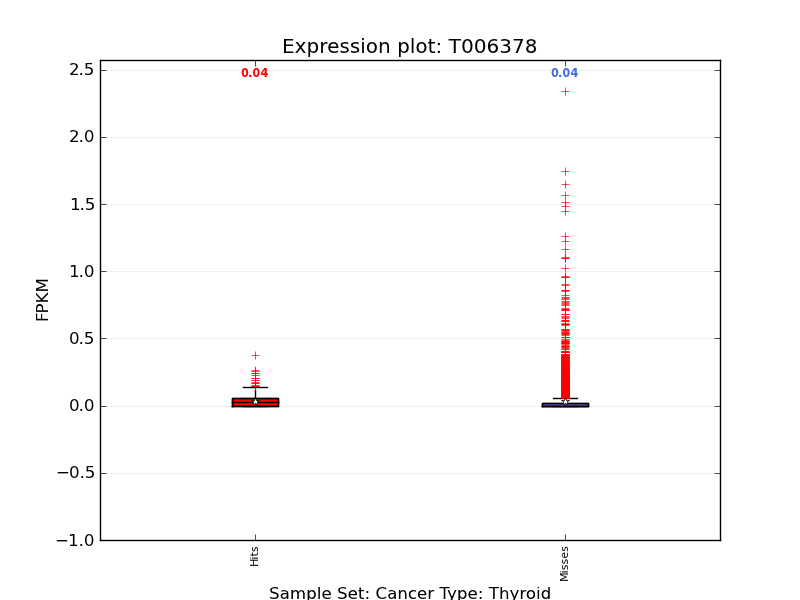 Expression plot: T006378
0.04
0.04
2.5
2.0
1.5
1.0
0.5
0.0
−0.5
−1.0
FPKM
Hits
Misses
Sample Set: Cancer Type: Thyroid